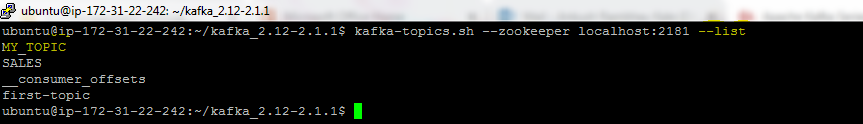 ubuntu@ip-172-31-22-242: ~/kafka_2.12-2.1.1
ubuntu@ip-172-31-22-242:~/kafka_2.12-2.1.1$ kafka-topics.sh --zookeeper localhost:2181 --list
MY_TOPIC
SALES
__consumer_offsets
first-topic
ubuntu@ip-172-31-22-242:~/kafka_2.12-2.1.1$